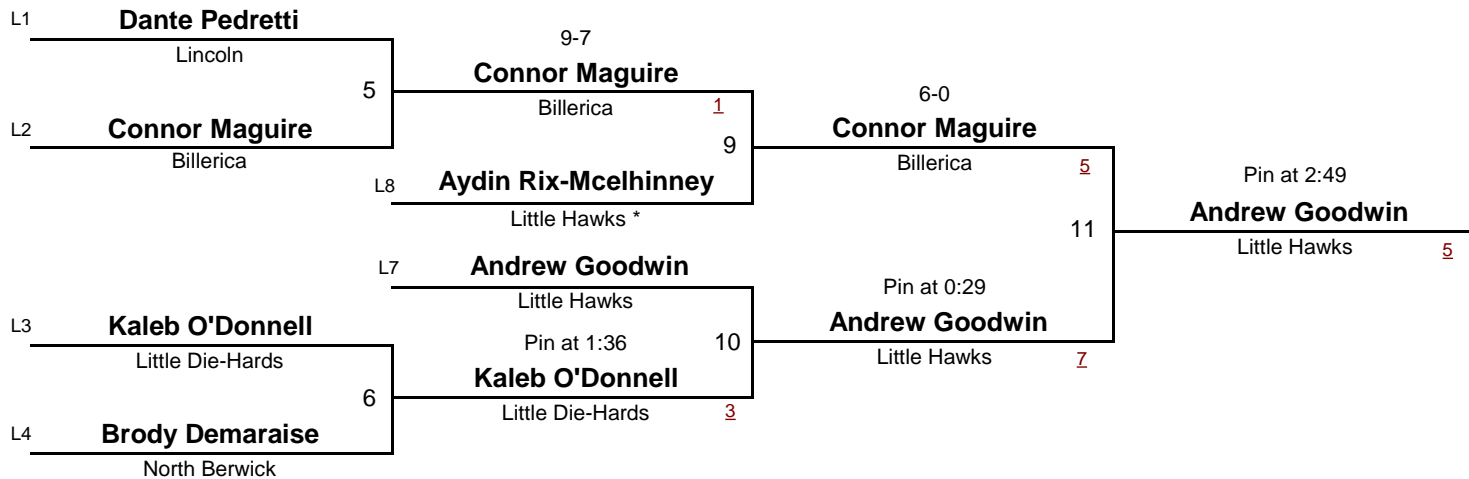 L1
Dante Pedretti
Lincoln
5
L2
Connor Maguire
Billerica
9-7
Connor Maguire
Billerica
1
9
L8
Aydin Rix-Mcelhinney
Little Hawks *
6-0
Connor Maguire
Billerica
5
11
Pin at 2:49
Andrew Goodwin
Little Hawks
5
L7
Andrew Goodwin
Little Hawks
10
Pin at 0:29
Andrew Goodwin
Little Hawks
7
L3
Kaleb O'Donnell
Little Die-Hards
6
L4
Brody Demaraise
North Berwick
Pin at 1:36
Kaleb O'Donnell
Little Die-Hards
3